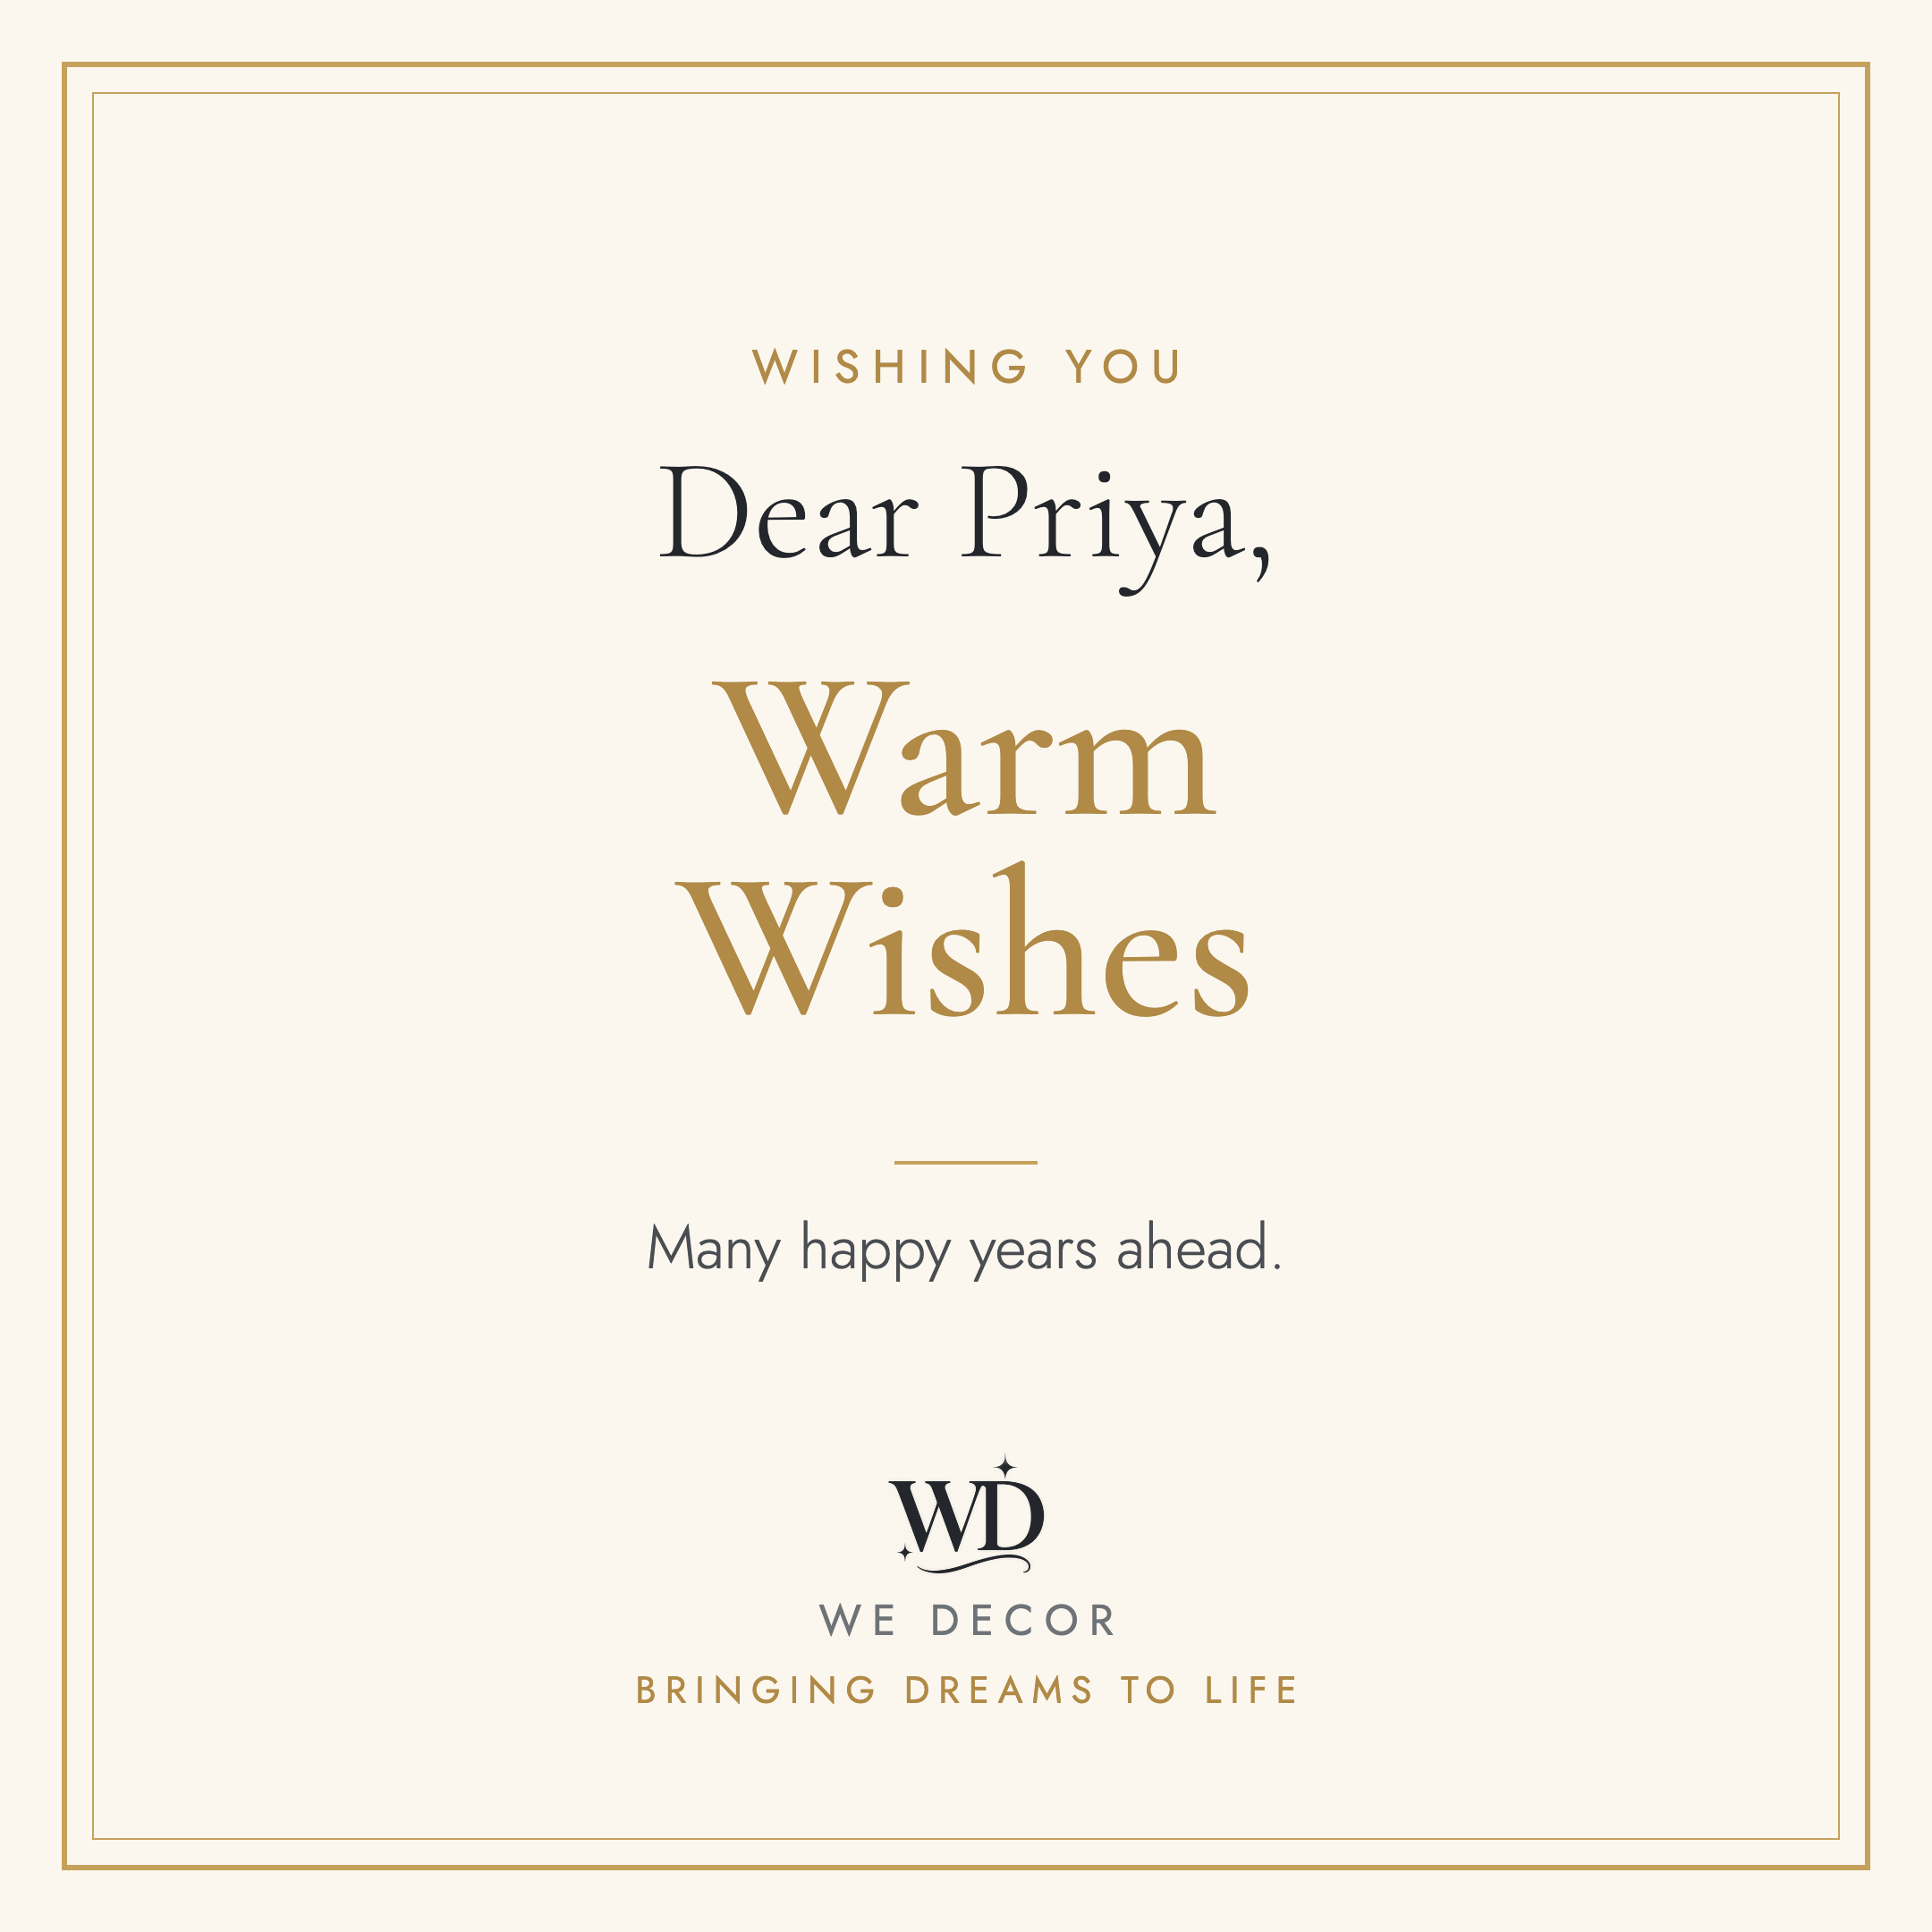 WISHING YOU
Dear Priya,
Warm
Wishes
Many happy years ahead.
WD
WE DECOR
BRINGING DREAMS TO LIFE